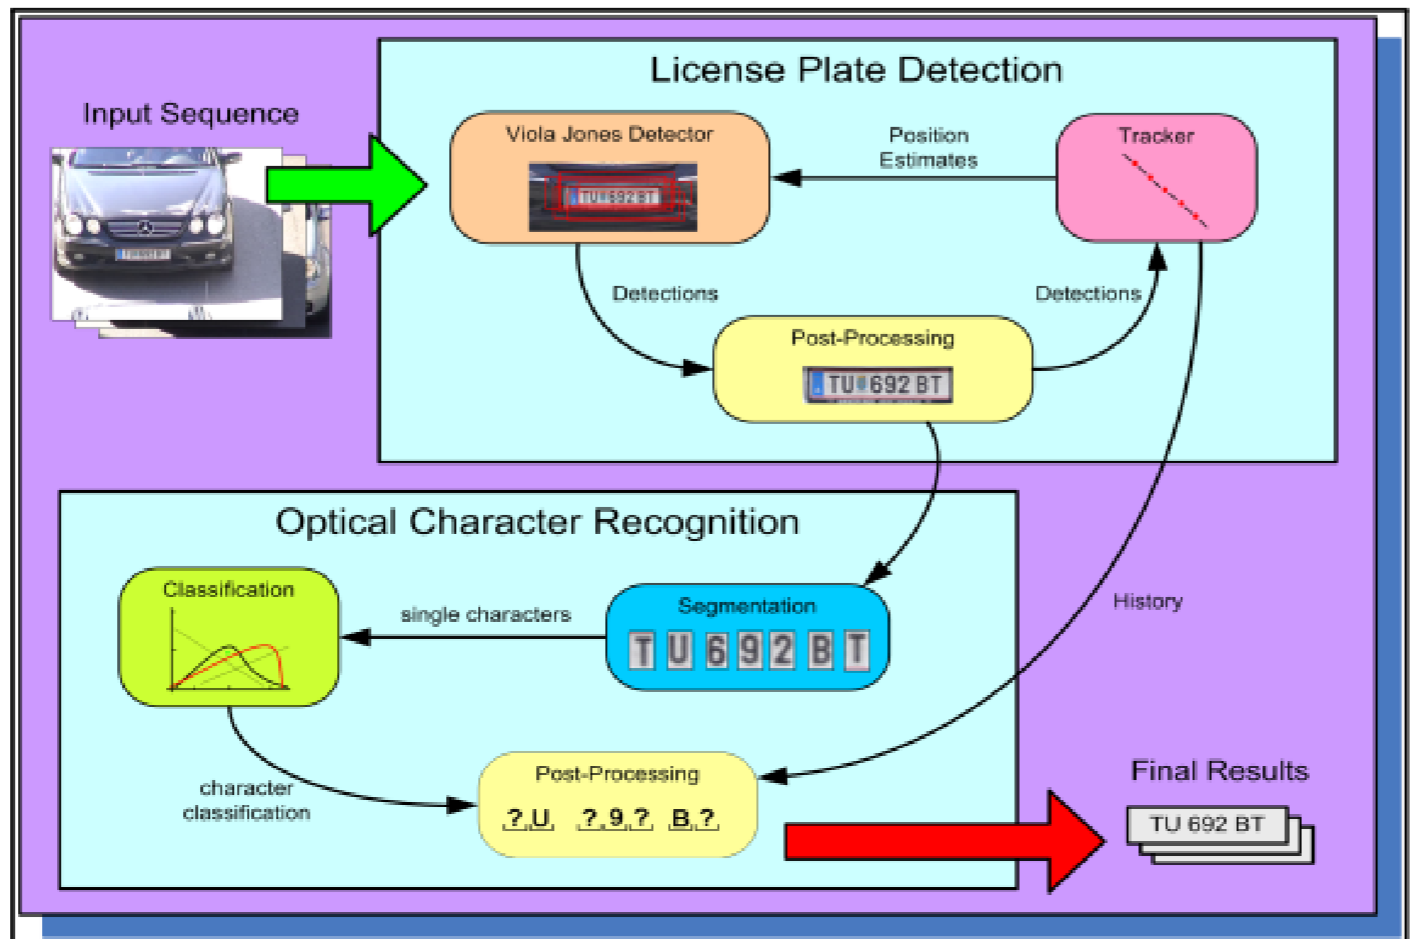 License Plate Detection
Input Sequence
Viola Jones Detector
TU 692 BT
Position
Estimates
Tracker
Detections
Detections
Post-Processing
TU 692 BT
Optical Character Recognition
Classification
single characters
Segmentation
T U 6 9 2 B T
History
character
classification
Post-Processing
? U ? 9 ? B ?
Final Results
TU 692 BT